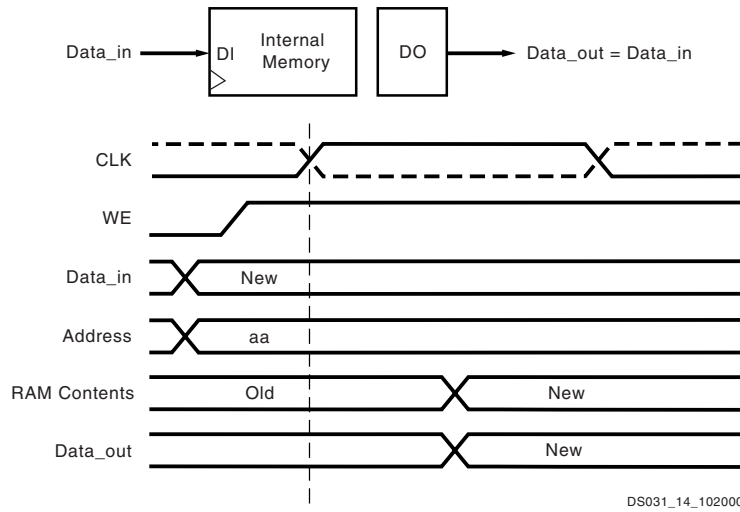 Data_in DI Internal Memory DO Data_out = Data_in
CLK
WE
Data_in New
Address aa
RAM Contents Old New
Data_out New
DS031_14_102000